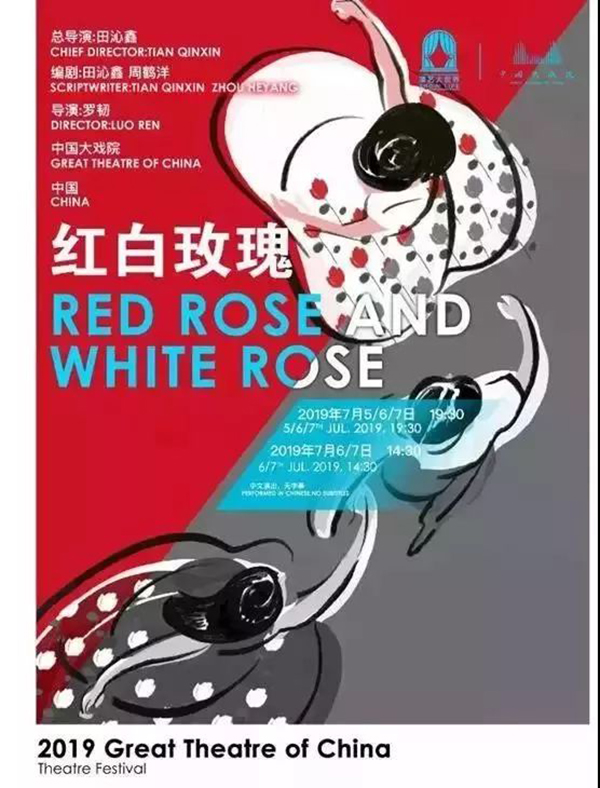 总导演:田沁鑫
CHIEF DIRECTOR:TIAN QINXIN
编剧:田沁鑫 周鹤洋
SCRIPTWRITER:TIAN QINXIN ZHOU HEYANG
导演:罗韧
DIRECTOR:LUO REN
中国大戏院
GREAT THEATRE OF CHINA
中国
CHINA
红白玫瑰
RED ROSE AND
WHITE ROSE
2019年7月5/6/7日 19:30
5/6/7TH JUL. 2019, 19:30
2019年7月6/7日 14:30
6/7TH JUL. 2019, 14:30
中文演出，无字幕
PERFORMED IN CHINESE,NO SUBTITLES
2019 Great Theatre of China
Theatre Festival